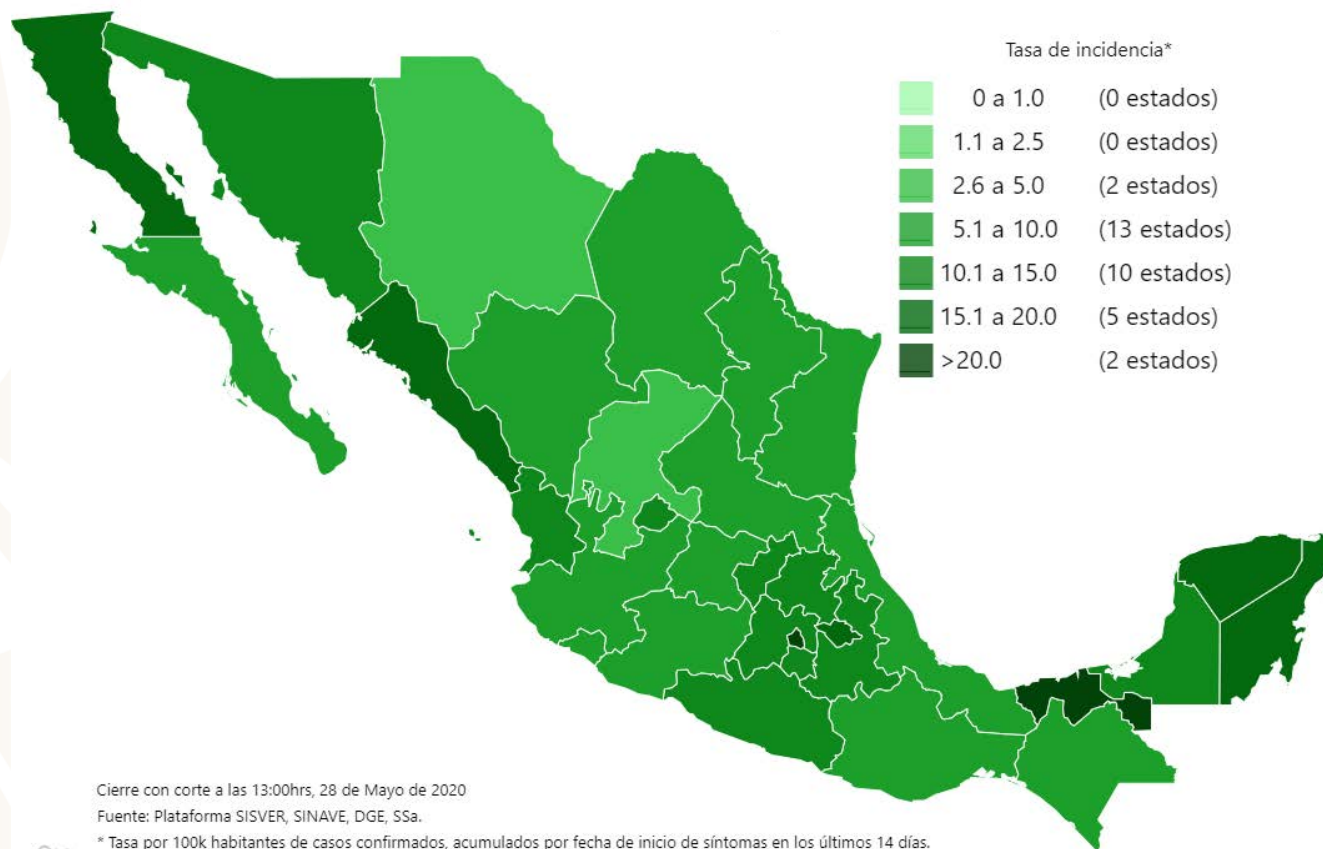 Tasa de incidencia*
0 a 1.0 (0 estados)
1.1 a 2.5 (0 estados)
2.6 a 5.0 (2 estados)
5.1 a 10.0 (13 estados)
10.1 a 15.0 (10 estados)
15.1 a 20.0 (5 estados)
>20.0 (2 estados)
Cierre con corte a las 13:00hrs, 28 de Mayo de 2020
Fuente: Plataforma SISVER, SINAVE, DGE, SSa.
* Tasa por 100k habitantes de casos confirmados, acumulados por fecha de inicio de síntomas en los últimos 14 días.